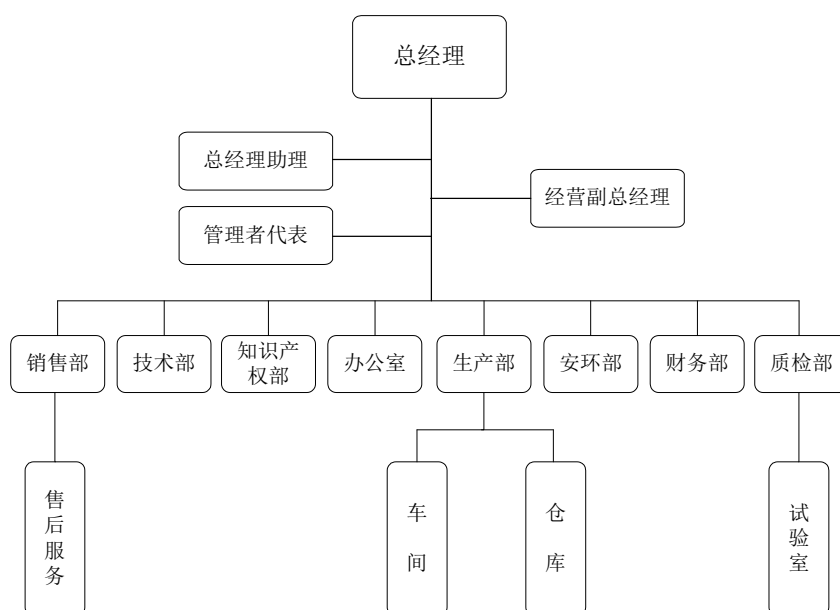 总经理
总经理助理
经营副总经理
管理者代表
销售部
技术部
知识产
权部
办公室
生产部
安环部
财务部
质检部
售后服务
车间
仓库
试验室